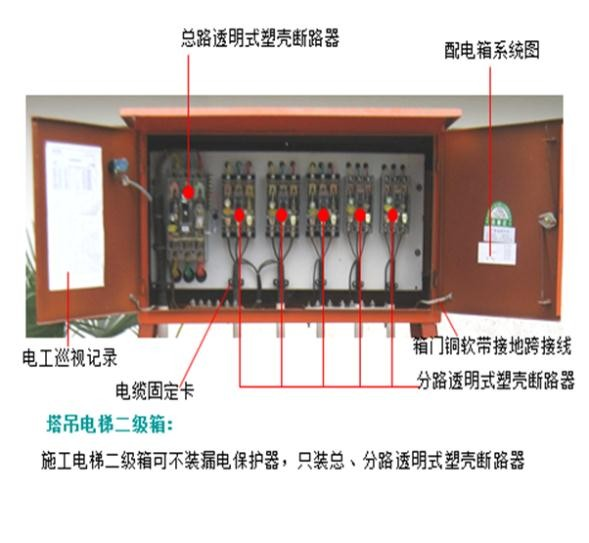 总路透明式塑壳断路器
配电箱系统图
电工巡视记录
箱门铜软带接地跨接线
电缆固定卡
分路透明式塑壳断路器
塔吊电梯二级箱:
施工电梯二级箱可不装漏电保护器，只装总、分路透明式塑壳断路器